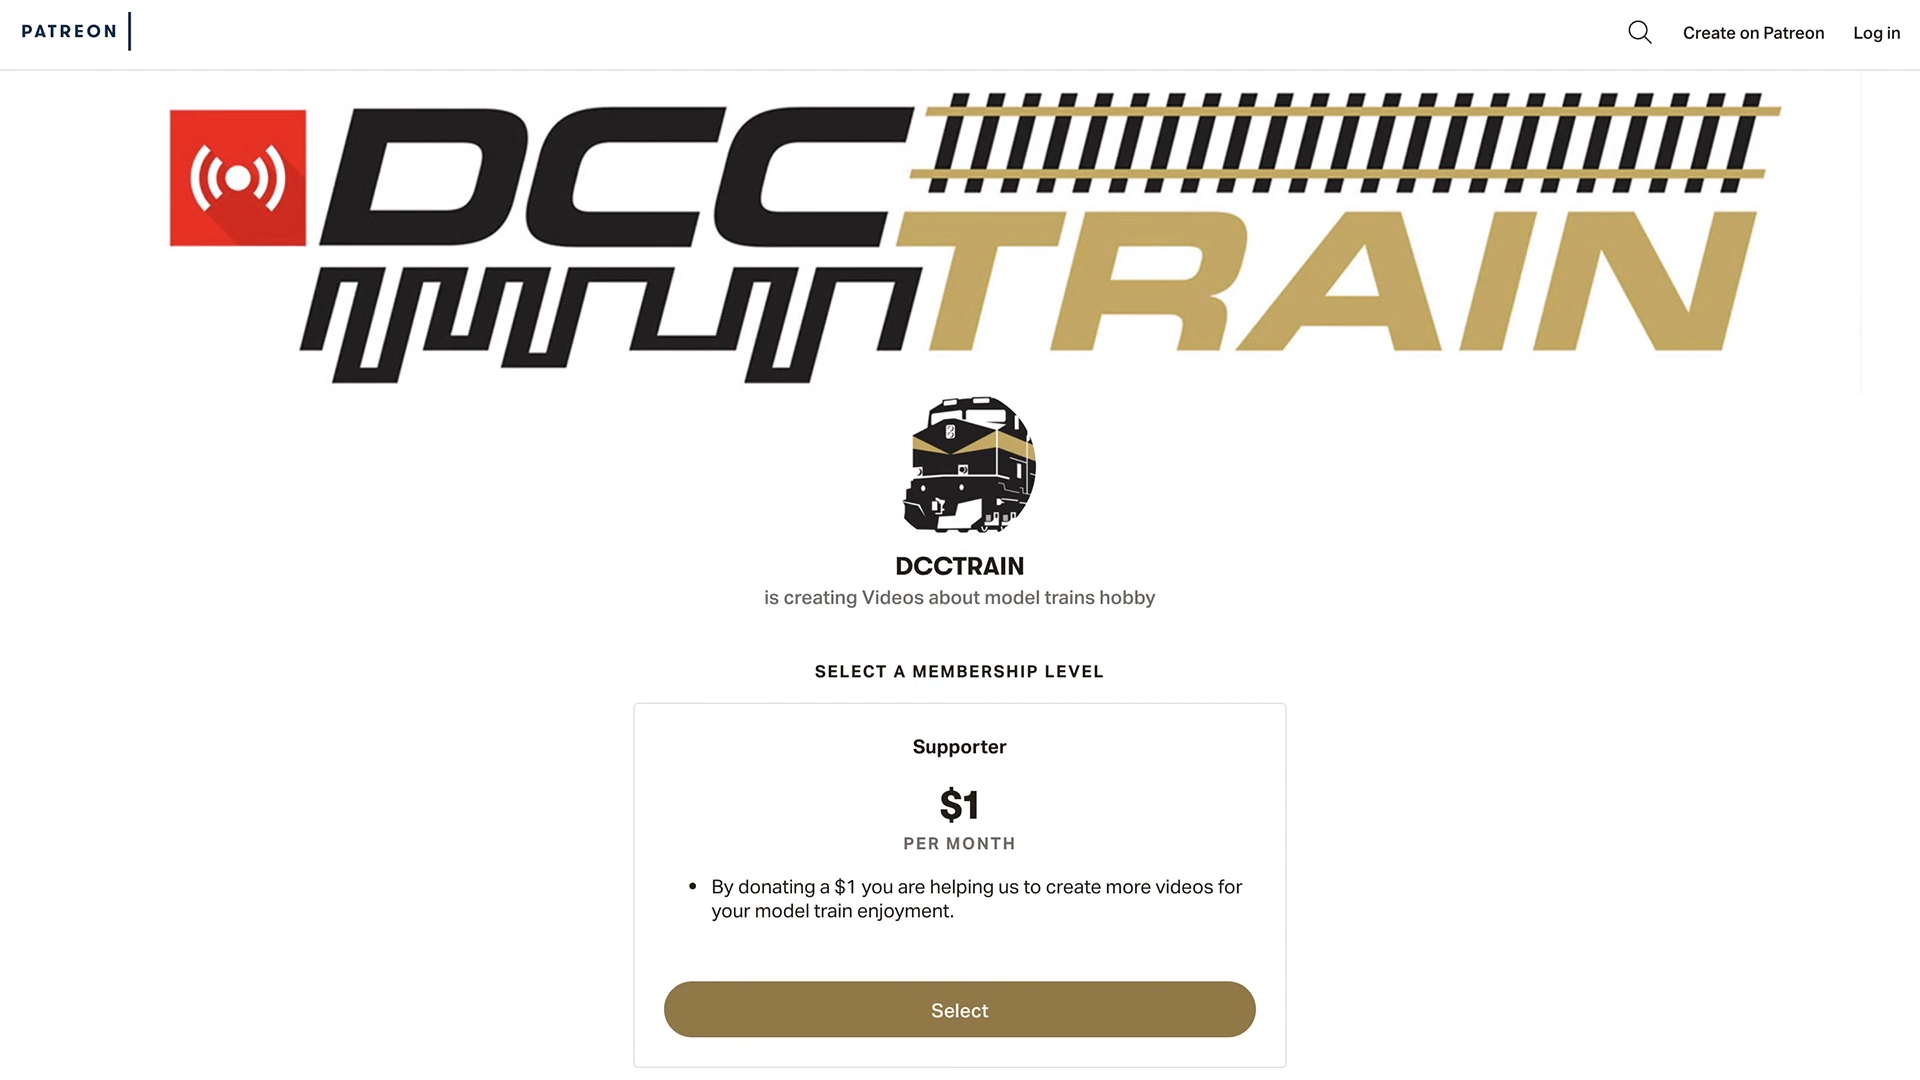 PATREON
Create on Patreon
Log in
DCC
TRAIN
DCCTRAIN
is creating Videos about model trains hobby
SELECT A MEMBERSHIP LEVEL
Supporter
$1
PER MONTH
• By donating a $1 you are helping us to create more videos for
your model train enjoyment.
Select